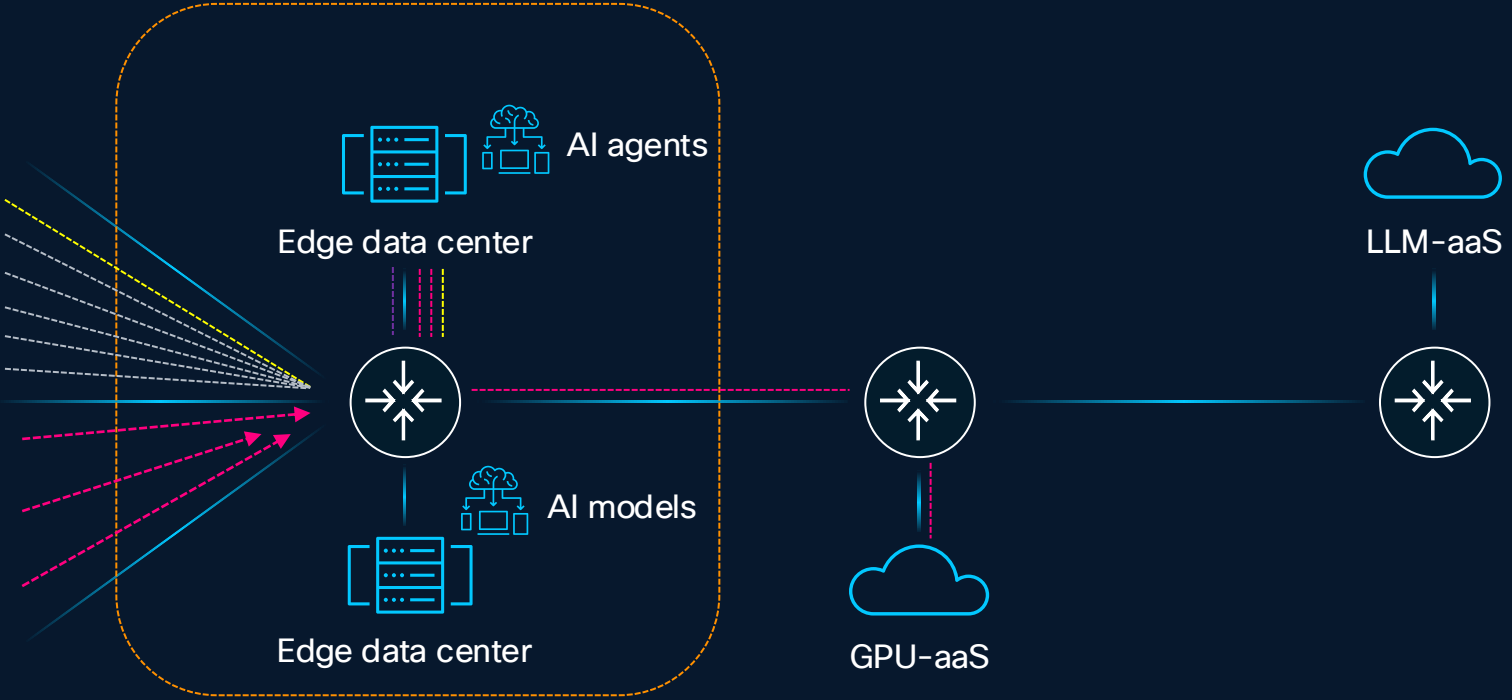 AI agents
Edge data center
LLM-aaS
AI models
Edge data center
GPU-aaS